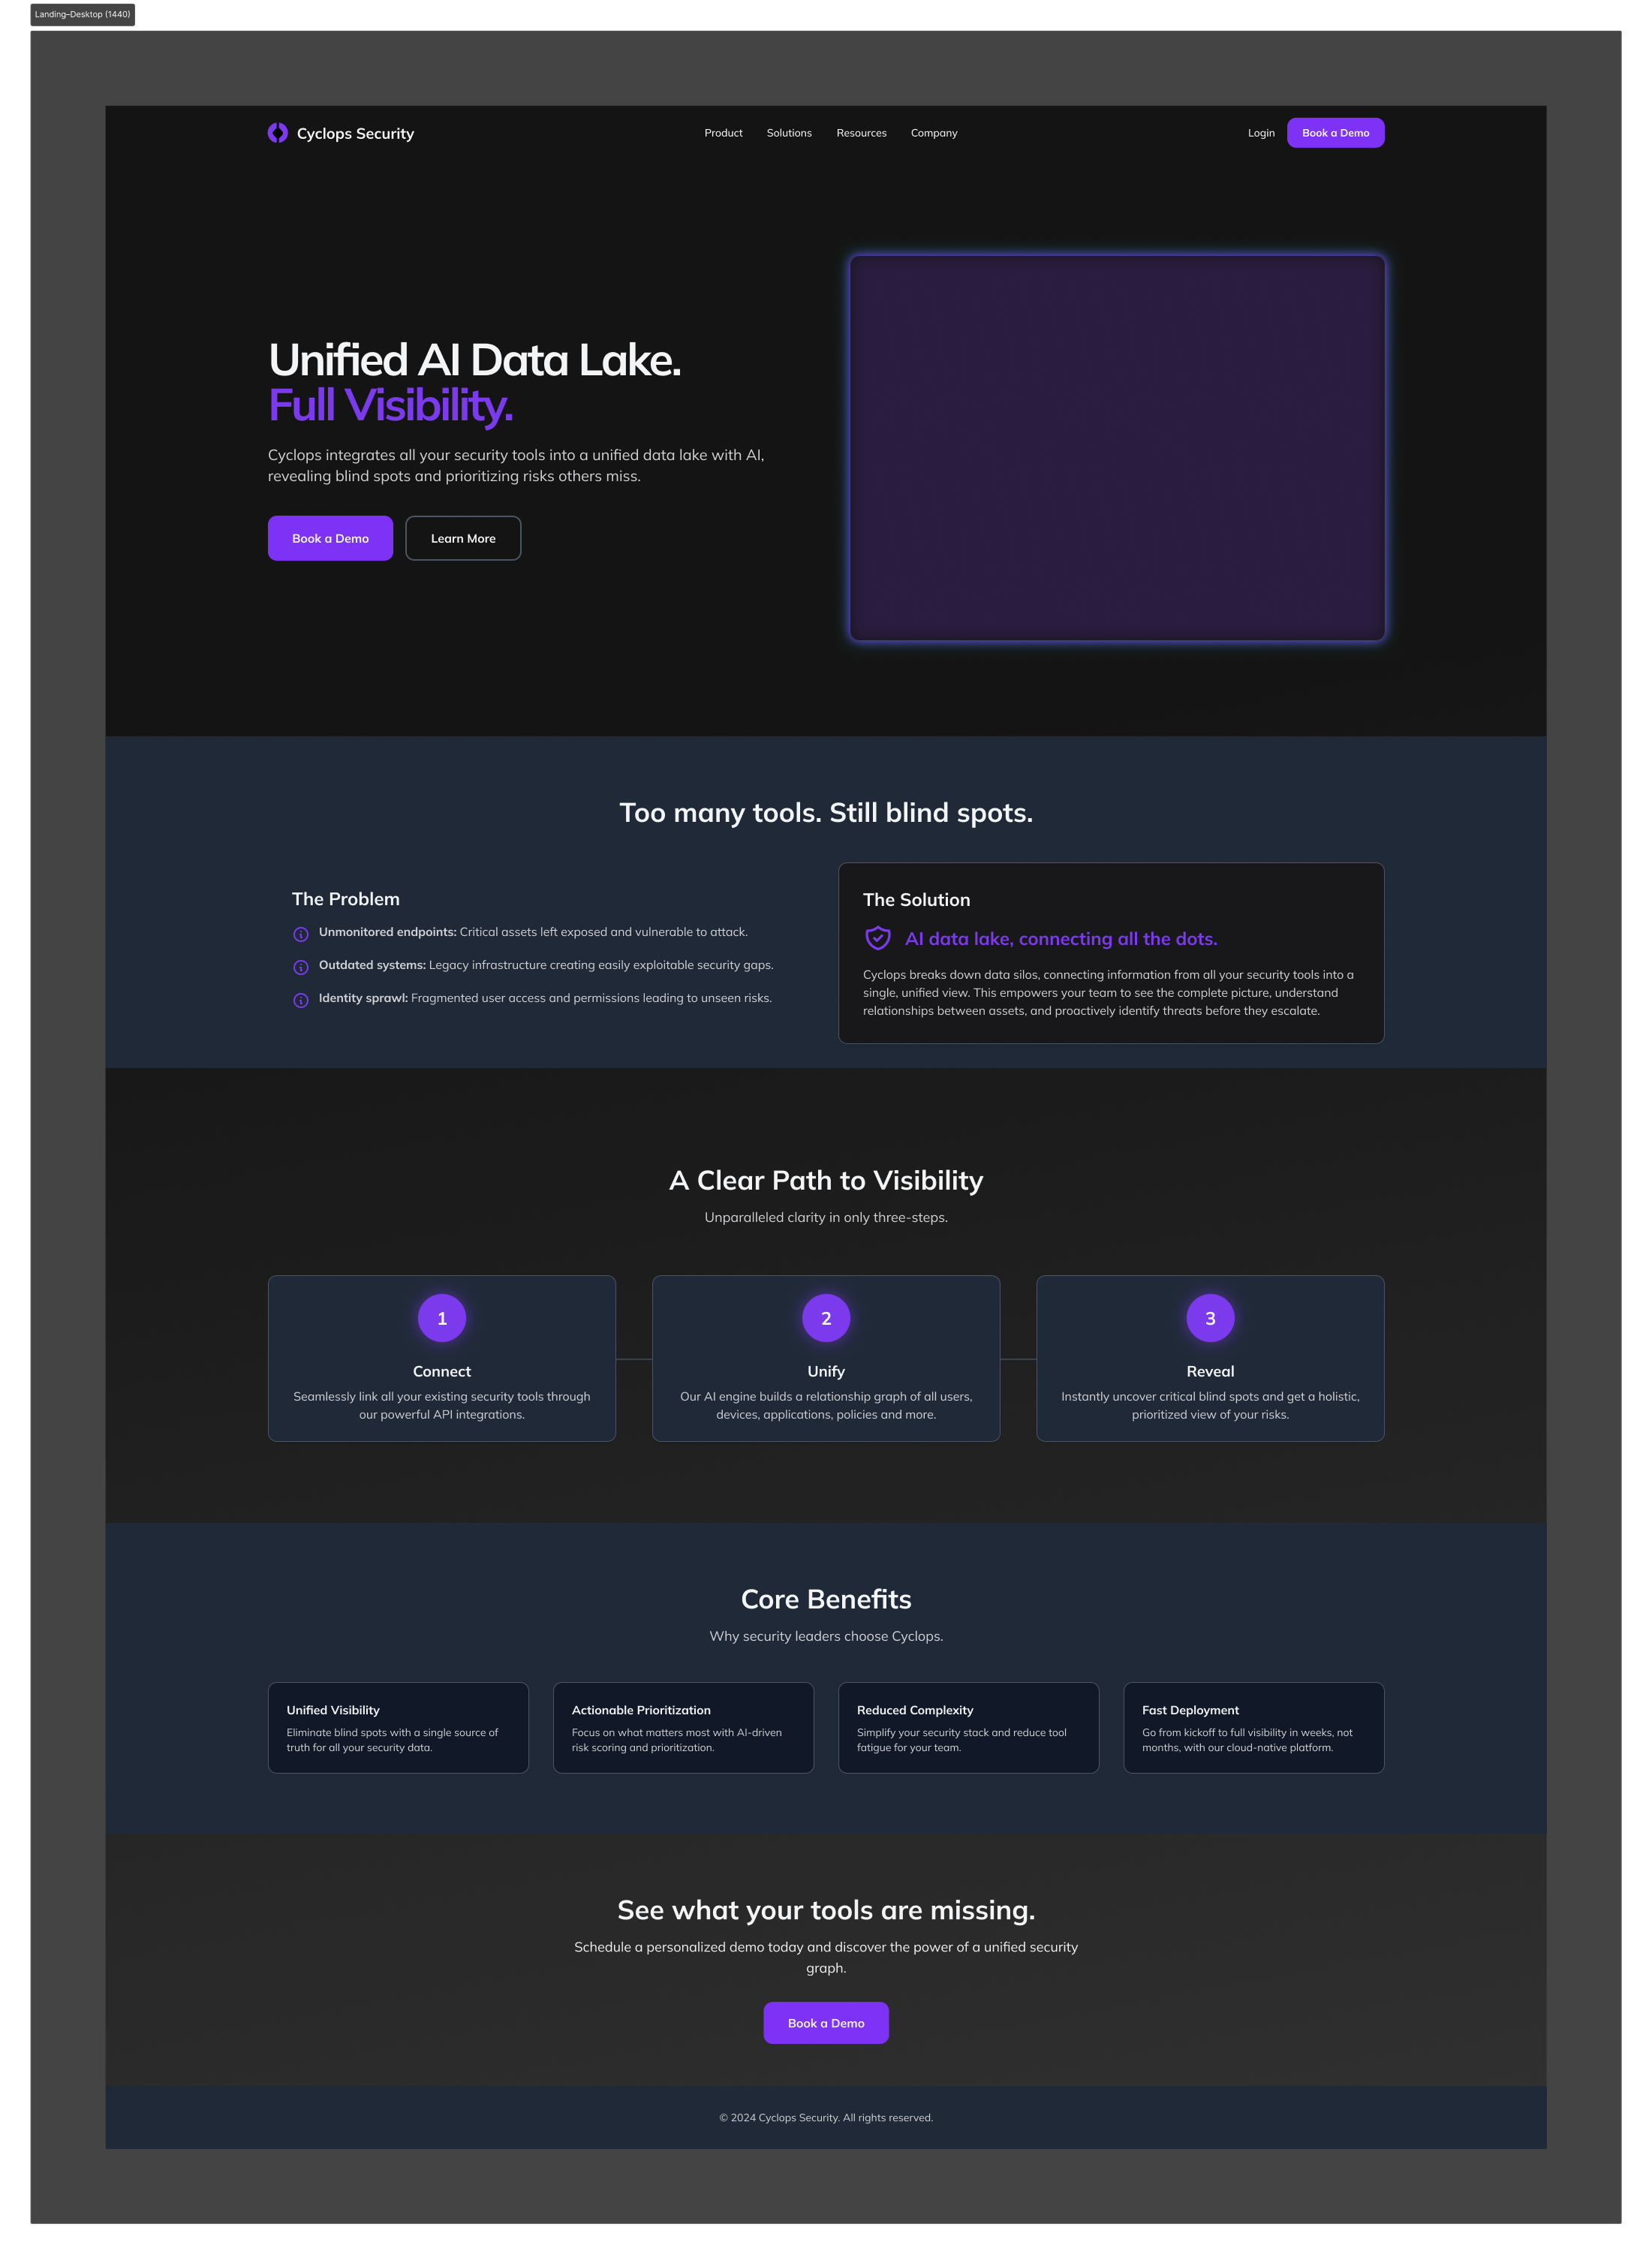 Landing–Desktop (1440)
Cyclops Security
Product Solutions Resources Company
Login Book a Demo
Unified AI Data Lake.
Full Visibility.
Cyclops integrates all your security tools into a unified data lake with AI,
revealing blind spots and prioritizing risks others miss.
Book a Demo Learn More
Too many tools. Still blind spots.
The Problem
Unmonitored endpoints: Critical assets left exposed and vulnerable to attack.
Outdated systems: Legacy infrastructure creating easily exploitable security gaps.
Identity sprawl: Fragmented user access and permissions leading to unseen risks.
The Solution
AI data lake, connecting all the dots.
Cyclops breaks down data silos, connecting information from all your security tools into a
single, unified view. This empowers your team to see the complete picture, understand
relationships between assets, and proactively identify threats before they escalate.
A Clear Path to Visibility
Unparalleled clarity in only three-steps.
1
Connect
Seamlessly link all your existing security tools through
our powerful API integrations.
2
Unify
Our AI engine builds a relationship graph of all users,
devices, applications, policies and more.
3
Reveal
Instantly uncover critical blind spots and get a holistic,
prioritized view of your risks.
Core Benefits
Why security leaders choose Cyclops.
Unified Visibility
Eliminate blind spots with a single source of
truth for all your security data.
Actionable Prioritization
Focus on what matters most with AI-driven
risk scoring and prioritization.
Reduced Complexity
Simplify your security stack and reduce tool
fatigue for your team.
Fast Deployment
Go from kickoff to full visibility in weeks, not
months, with our cloud-native platform.
See what your tools are missing.
Schedule a personalized demo today and discover the power of a unified security
graph.
Book a Demo
© 2024 Cyclops Security. All rights reserved.